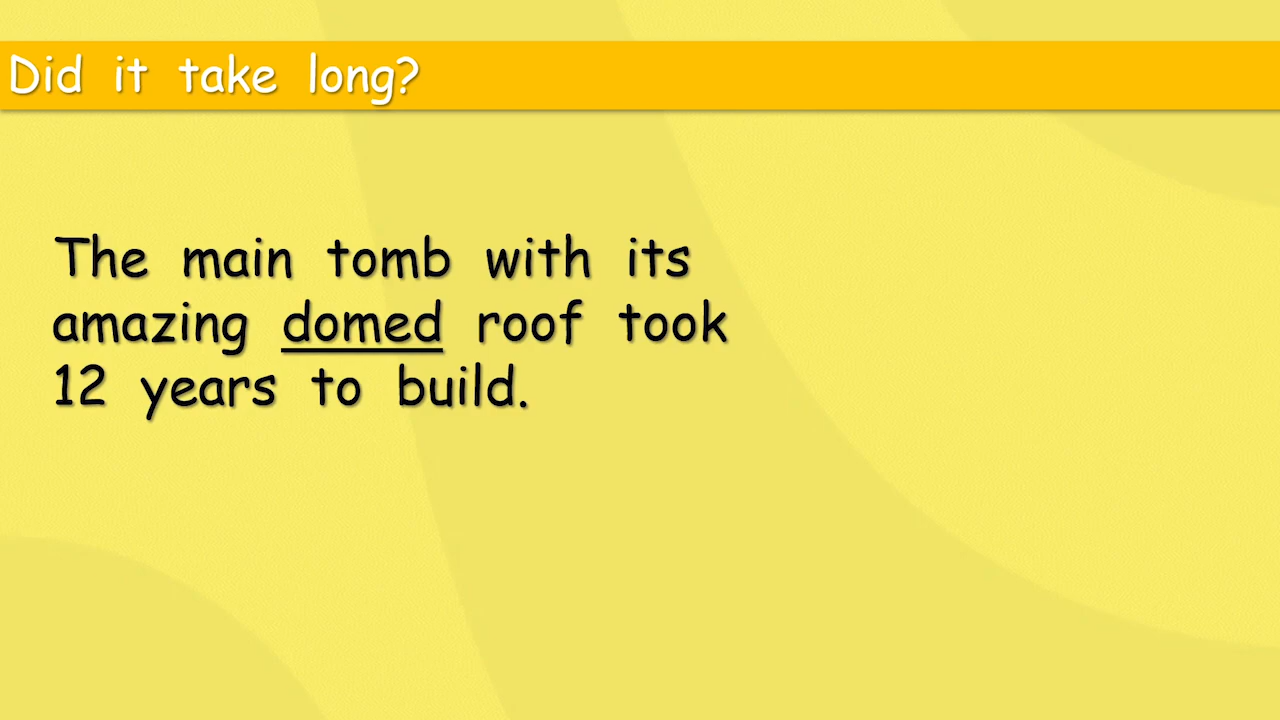 Did it take long?
The main tomb with its
amazing domed roof took
12 years to build.